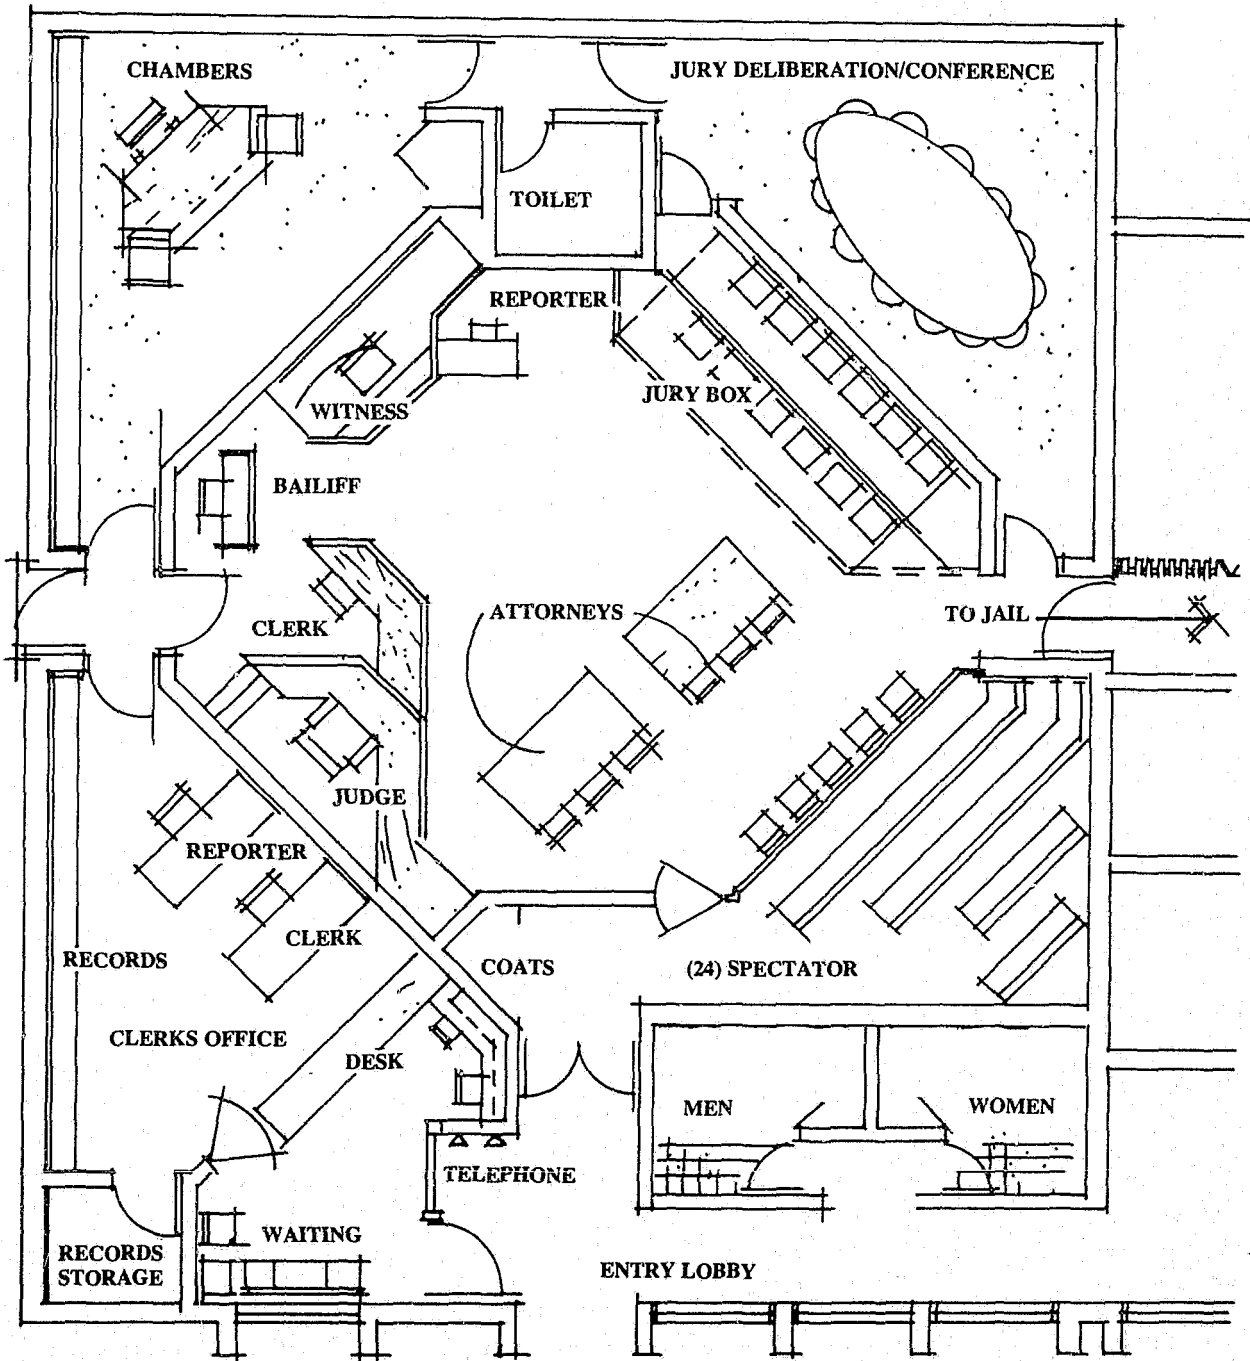 CHAMBERS
JURY DELIBERATION/CONFERENCE
TOILET
REPORTER
JURY BOX
WITNESS
BAILIFF
ATTORNEYS
TO JAIL
CLERK
JUDGE
REPORTER
CLERK
RECORDS
COATS
(24) SPECTATOR
CLERKS OFFICE
DESK
MEN
WOMEN
TELEPHONE
WAITING
RECORDS
STORAGE
ENTRY LOBBY